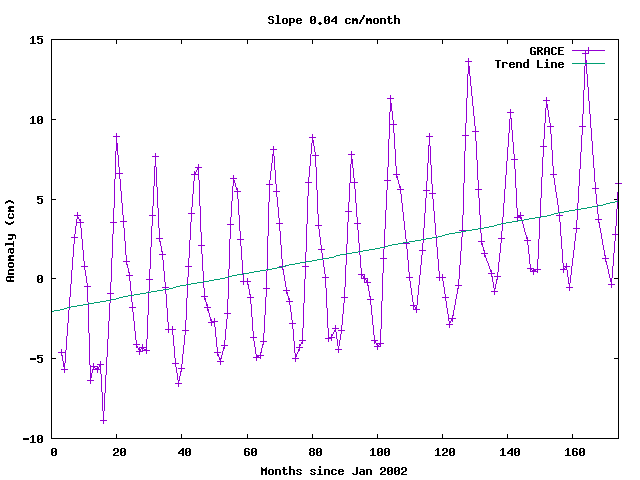 Slope 0.04 cm/month
15
GRACE
Trend Line
10
5
0
-5
-10
Anomaly (cm)
0 20 40 60 80 100 120 140 160
Months since Jan 2002